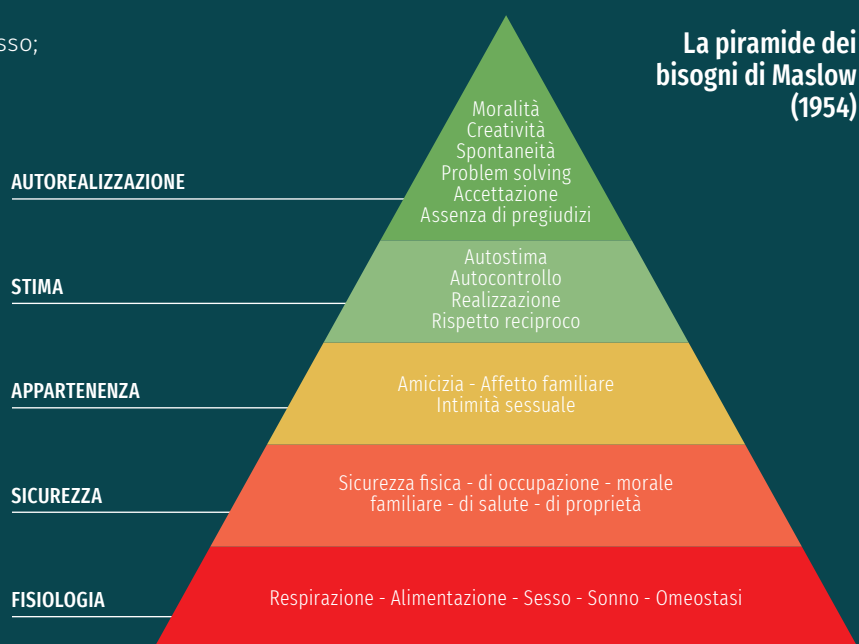 La piramide dei
bisogni di Maslow
(1954)
AUTOREALIZZAZIONE
Moralità
Creatività
Spontaneità
Problem solving
Accettazione
Assenza di pregiudizi
STIMA
Autostima
Autocontrollo
Realizzazione
Rispetto reciproco
APPARTENENZA
Amicizia - Affetto familiare
Intimità sessuale
SICUREZZA
Sicurezza fisica - di occupazione - morale
familiare - di salute - di proprietà
FISIOLOGIA
Respirazione - Alimentazione - Sesso - Sonno - Omeostasi